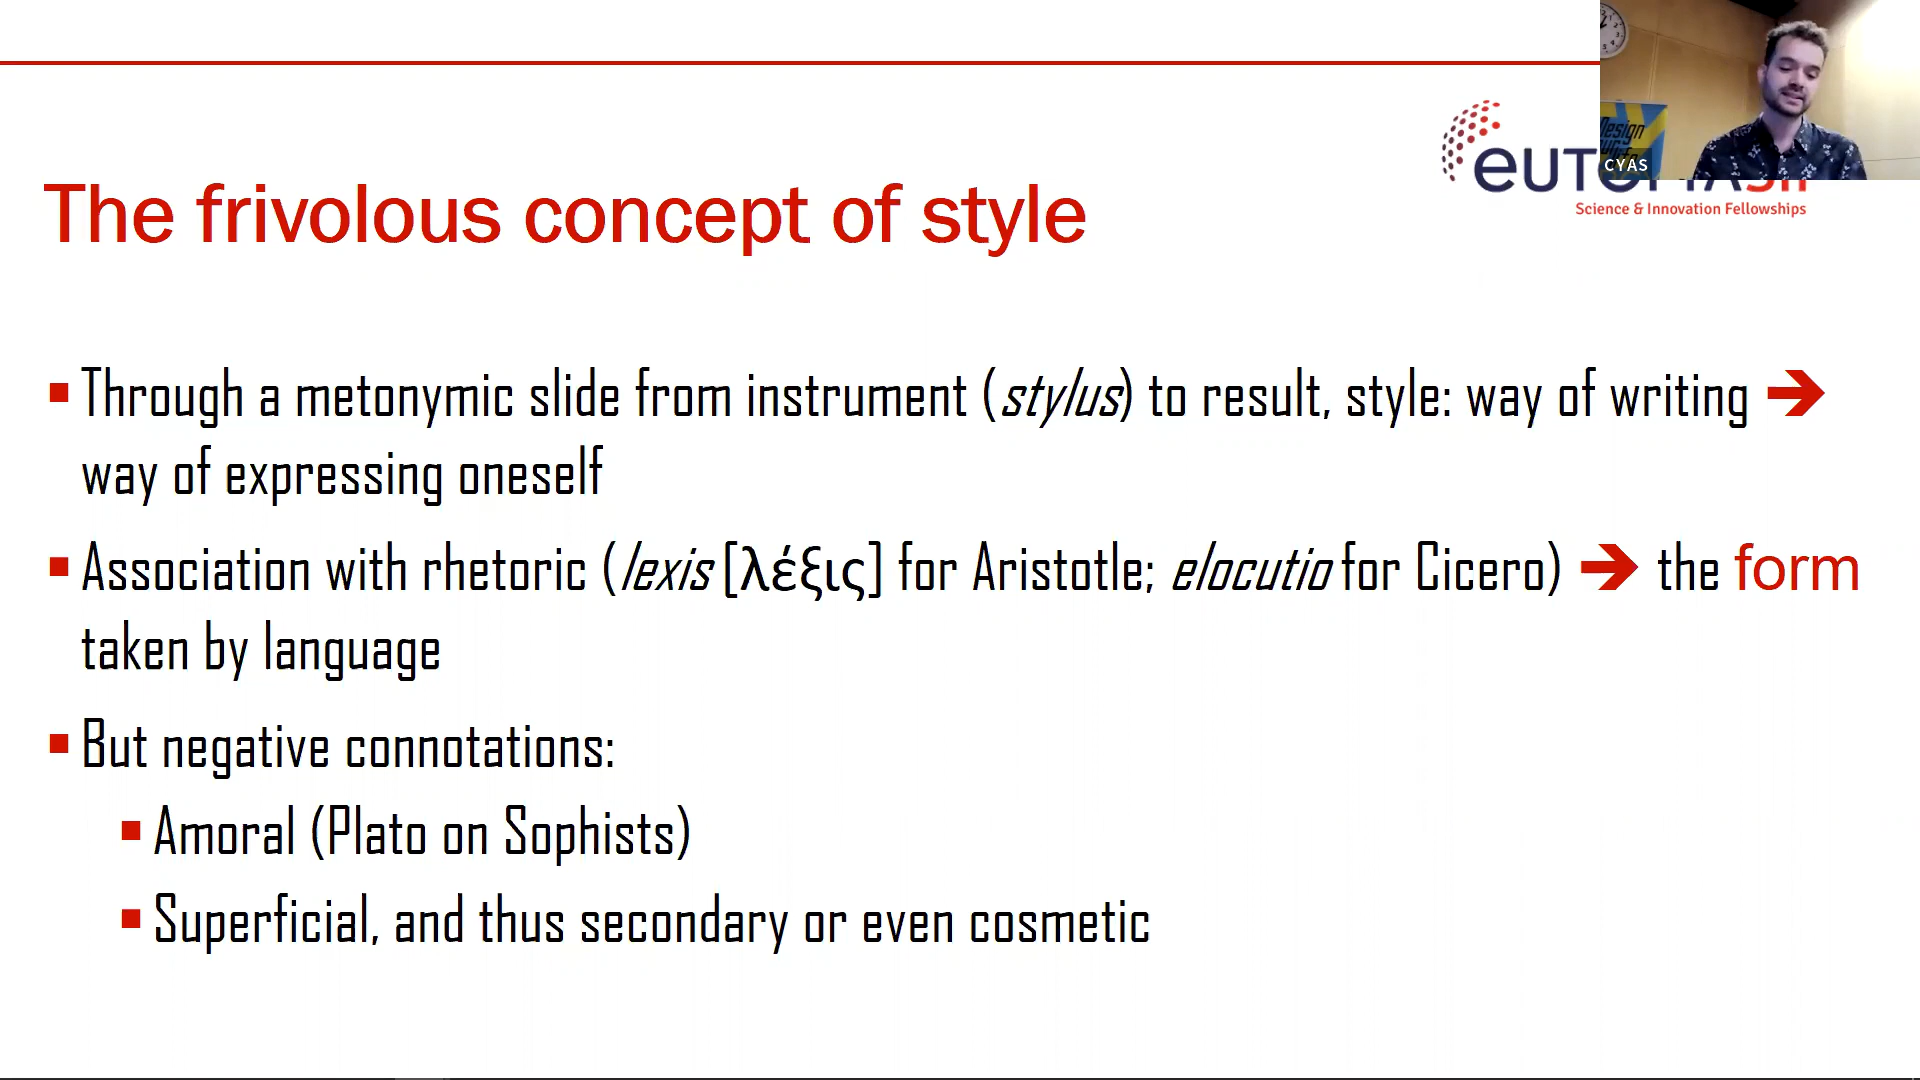 Design
CYAS
Science & Innovation Fellowships
The frivolous concept of style
Through a metonymic slide from instrument (stylus) to result, style: way of writing ➔
way of expressing oneself
Association with rhetoric (lexis [λέξις] for Aristotle; elocutio for Cicero) ➔ the form
taken by language
But negative connotations:
Amoral (Plato on Sophists)
Superficial, and thus secondary or even cosmetic